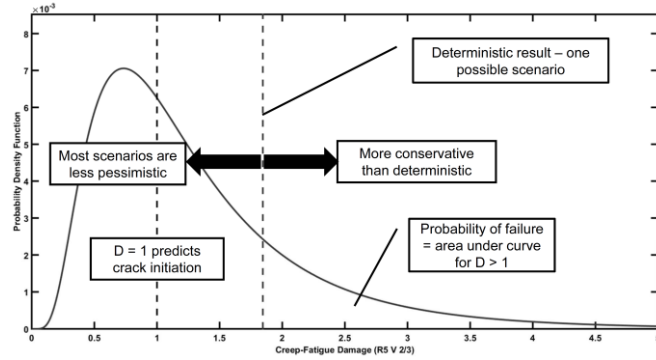 ×10⁻³
8
7
6
5
4
3
2
1
0
Probability Density Function
Deterministic result – one
possible scenario
Most scenarios are
less pessimistic
More conservative
than deterministic
D = 1 predicts
crack initiation
Probability of failure
= area under curve
for D > 1
0 0.5 1 1.5 2 2.5 3 3.5 4 4.5 5
Creep-Fatigue Damage (R5 V 2/3)